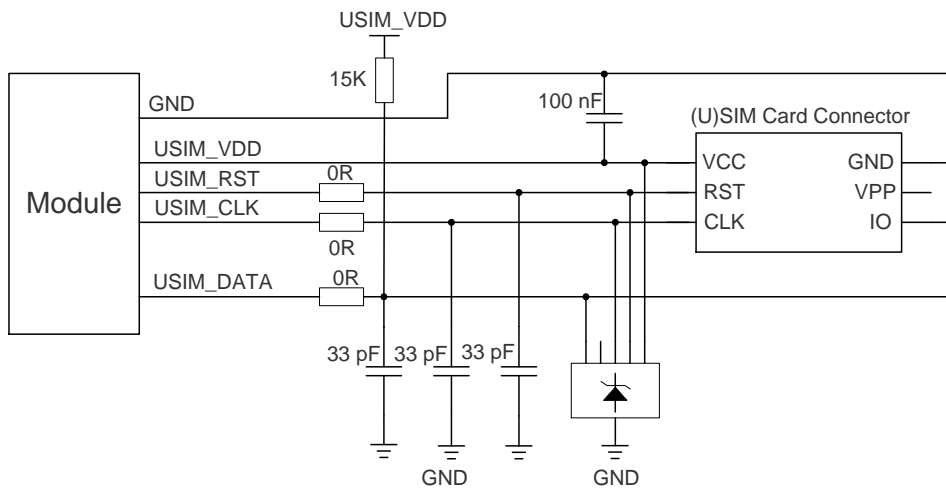 USIM_VDD
15K
GND
100 nF
(U)SIM Card Connector
USIM_VDD
VCC
GND
Module
USIM_RST
0R
RST
VPP
USIM_CLK
CLK
IO
0R
USIM_DATA
0R
33 pF
33 pF
33 pF
GND
GND